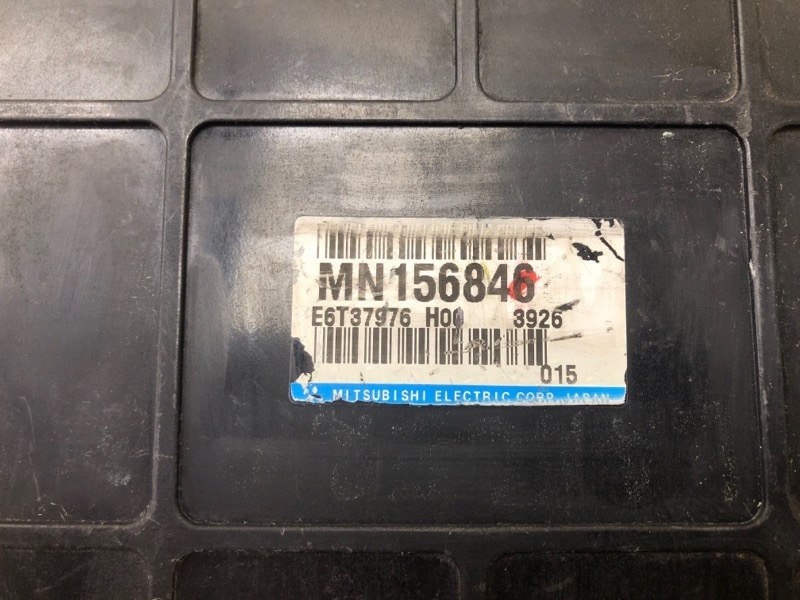 MN156846
E6T37976 H00 3926
015
MITSUBISHI ELECTRIC CORP. JAPAN